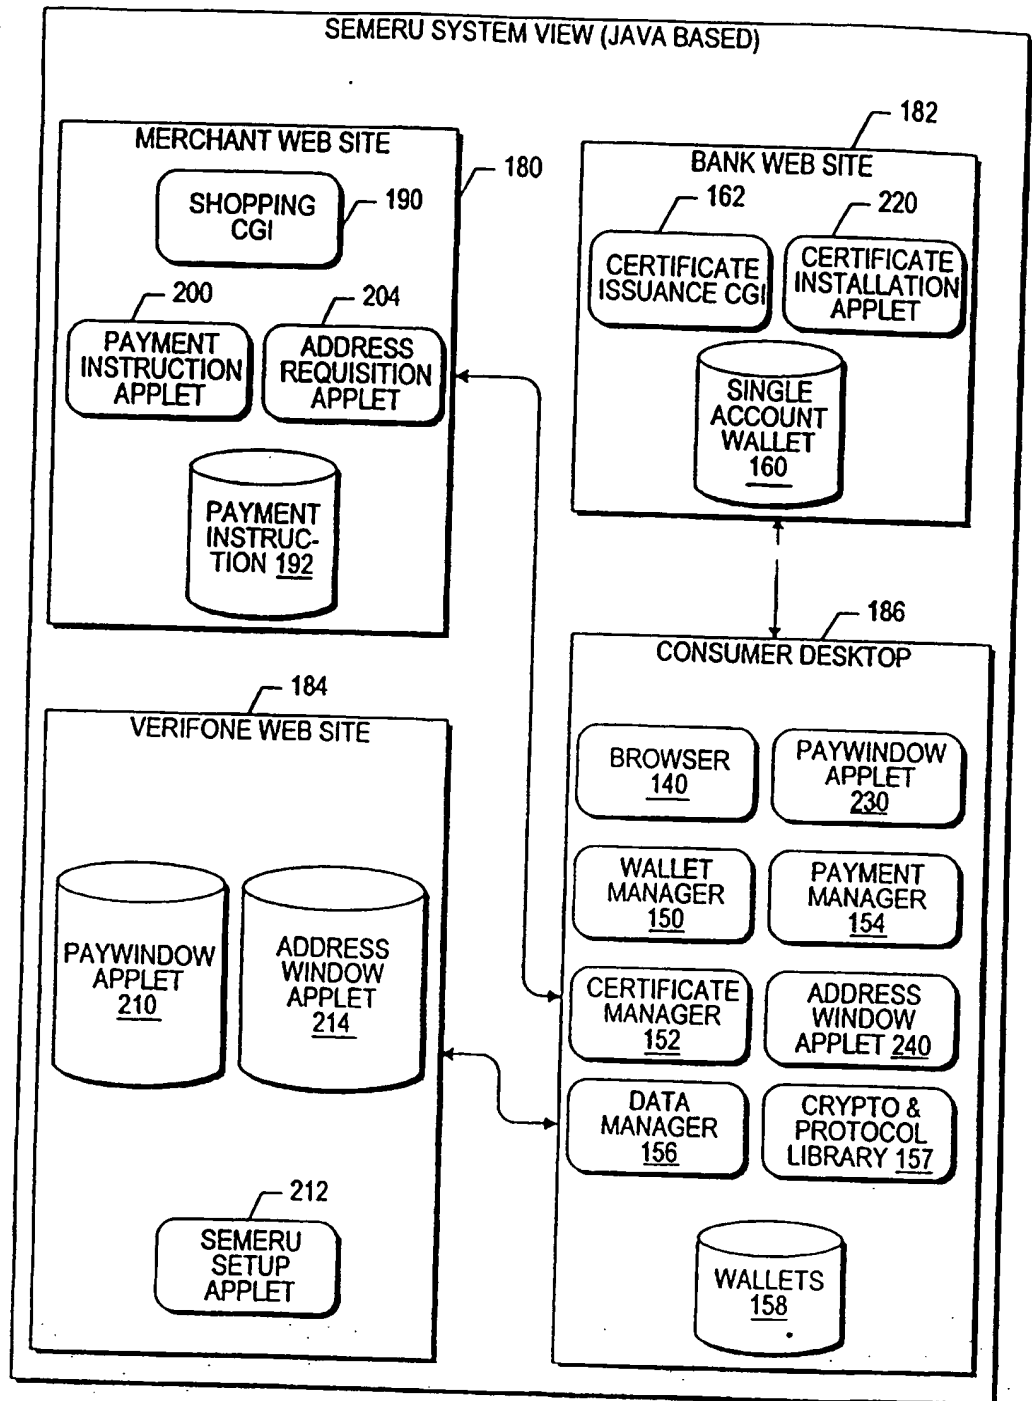 SEMERU SYSTEM VIEW (JAVA BASED)
MERCHANT WEB SITE
180
SHOPPING
CGI
190
200
PAYMENT
INSTRUCTION
APPLET
204
ADDRESS
REQUISITION
APPLET
PAYMENT
INSTRUC-
TION 192
182
BANK WEB SITE
162
CERTIFICATE
ISSUANCE CGI
220
CERTIFICATE
INSTALLATION
APPLET
SINGLE
ACCOUNT
WALLET
160
184
VERIFONE WEB SITE
PAYWINDOW
APPLET
210
ADDRESS
WINDOW
APPLET
214
212
SEMERU
SETUP
APPLET
186
CONSUMER DESKTOP
BROWSER
140
PAYWINDOW
APPLET
230
WALLET
MANAGER
150
PAYMENT
MANAGER
154
CERTIFICATE
MANAGER
152
ADDRESS
WINDOW
APPLET 240
DATA
MANAGER
156
CRYPTO &
PROTOCOL
LIBRARY 157
WALLETS
158